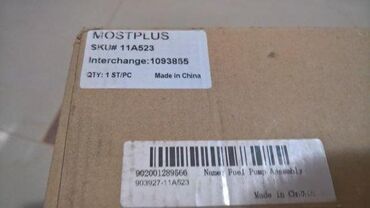 MOSTPLUS
SKU# 11A523
Interchange:1093855
QTY: 1 ST/PC Made in China
902001289566 Name: Fuel Pump Assembly
903927-11A523
Made in China